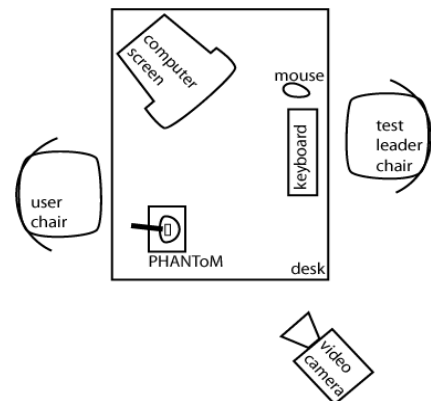 computer
screen
mouse
keyboard
test
leader
chair
user
chair
PHANToM
desk
video
camera